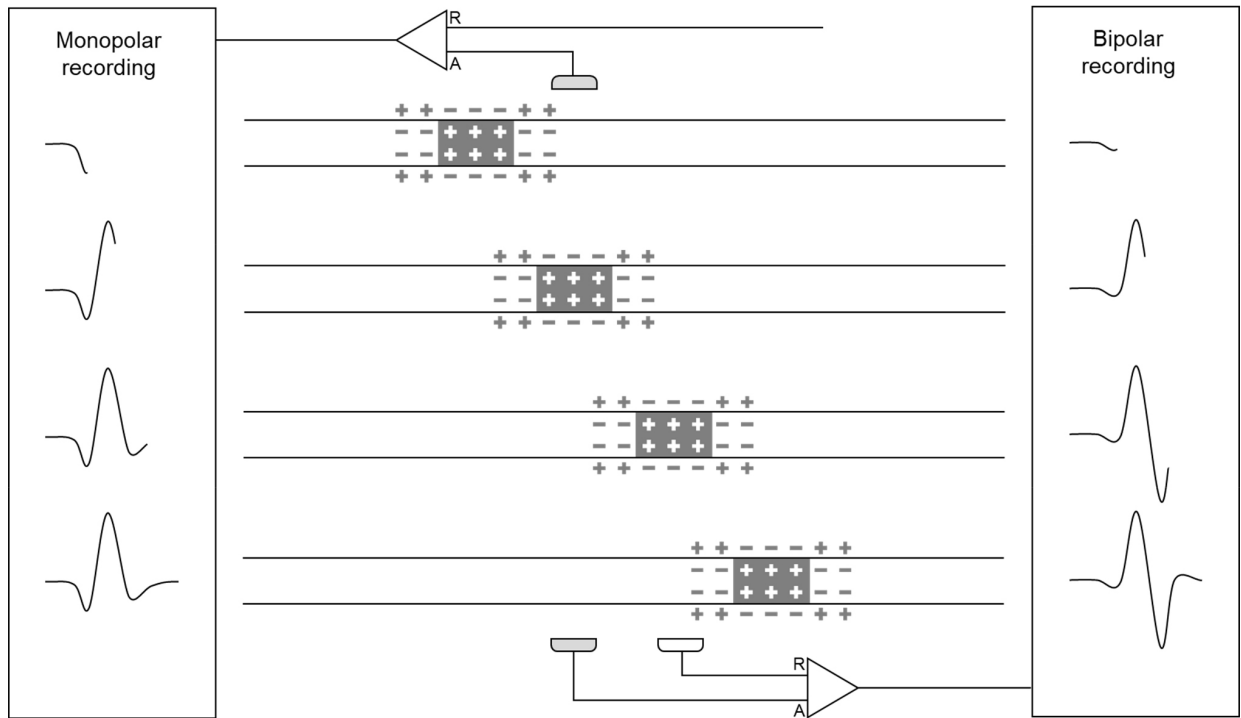 Monopolar
recording
R
A
Bipolar
recording
+ + − − − + +
− − + + + − −
− − + + + − −
+ + − − − + +
+ + − − − + +
− − + + + − −
− − + + + − −
+ + − − − + +
+ + − − − + +
− − + + + − −
− − + + + − −
+ + − − − + +
+ + − − − + +
− − + + + − −
− − + + + − −
+ + − − − + +
R
A